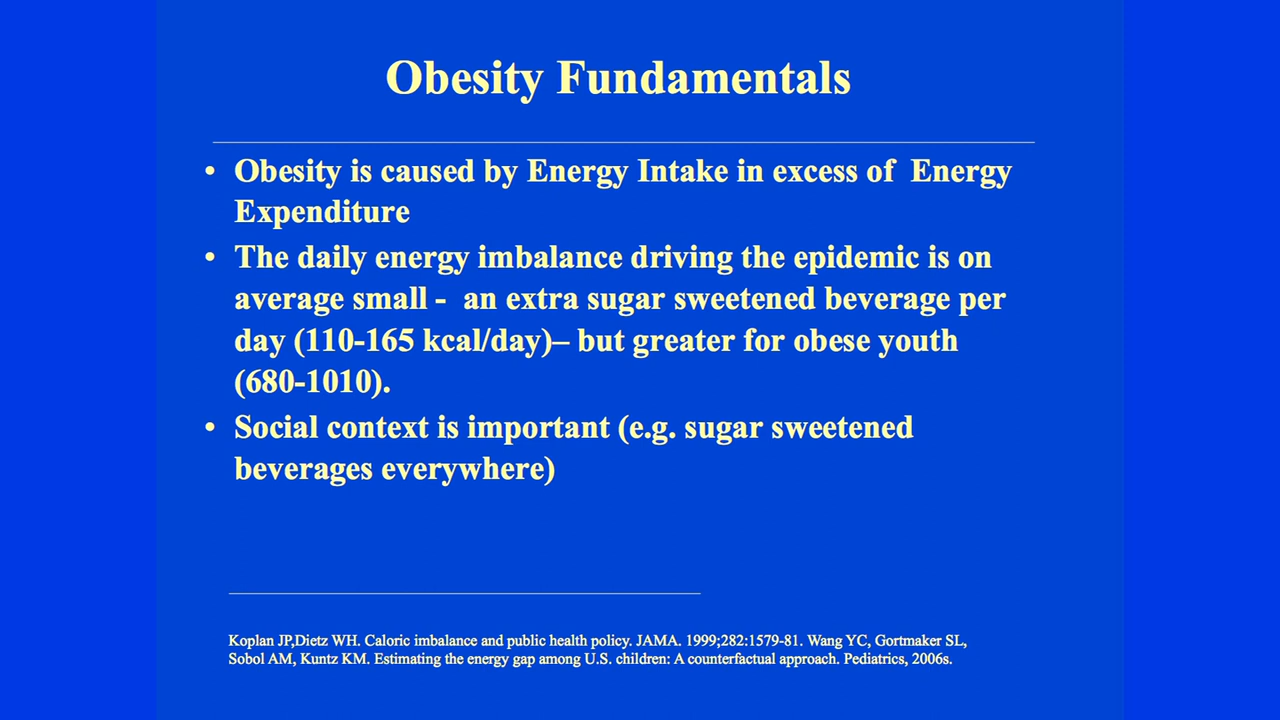 Obesity Fundamentals
• Obesity is caused by Energy Intake in excess of  Energy
Expenditure
• The daily energy imbalance driving the epidemic is on
average small -  an extra sugar sweetened beverage per
day (110-165 kcal/day)– but greater for obese youth
(680-1010).
• Social context is important (e.g. sugar sweetened
beverages everywhere)
Koplan JP,Dietz WH. Caloric imbalance and public health policy. JAMA. 1999;282:1579-81. Wang YC, Gortmaker SL,
Sobol AM, Kuntz KM. Estimating the energy gap among U.S. children: A counterfactual approach. Pediatrics, 2006s.